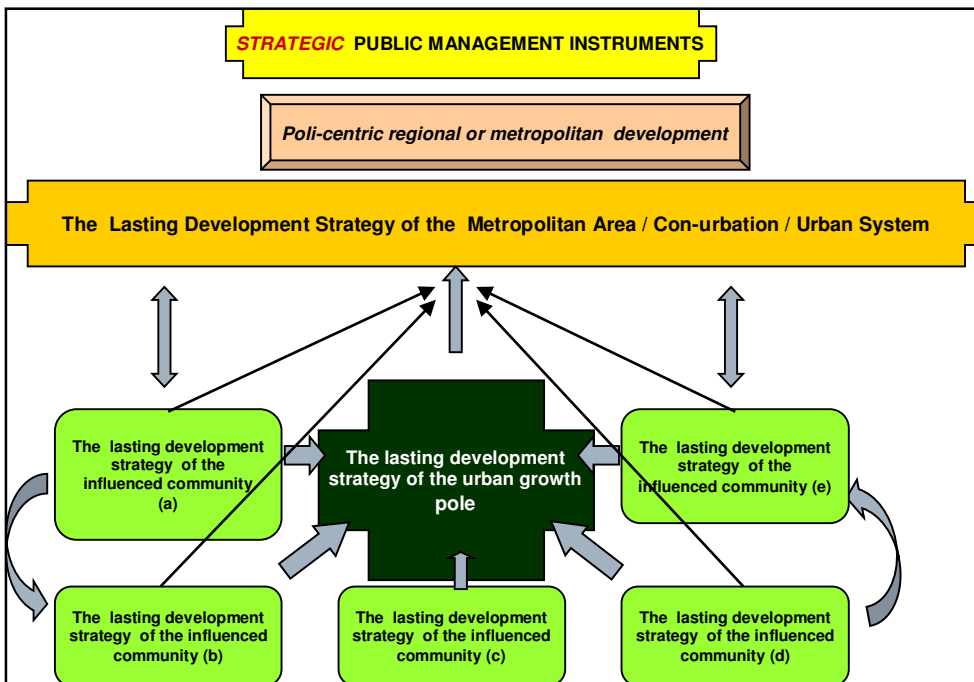 STRATEGIC PUBLIC MANAGEMENT INSTRUMENTS
Poli-centric regional or metropolitan development
The Lasting Development Strategy of the Metropolitan Area / Con-urbation / Urban System
The lasting development
strategy of the
influenced community
(a)
The lasting development
strategy of the urban growth
pole
The lasting development
strategy of the
influenced community (e)
The lasting development
strategy of the influenced
community (b)
The lasting development
strategy of the influenced
community (c)
The lasting development
strategy of the influenced
community (d)